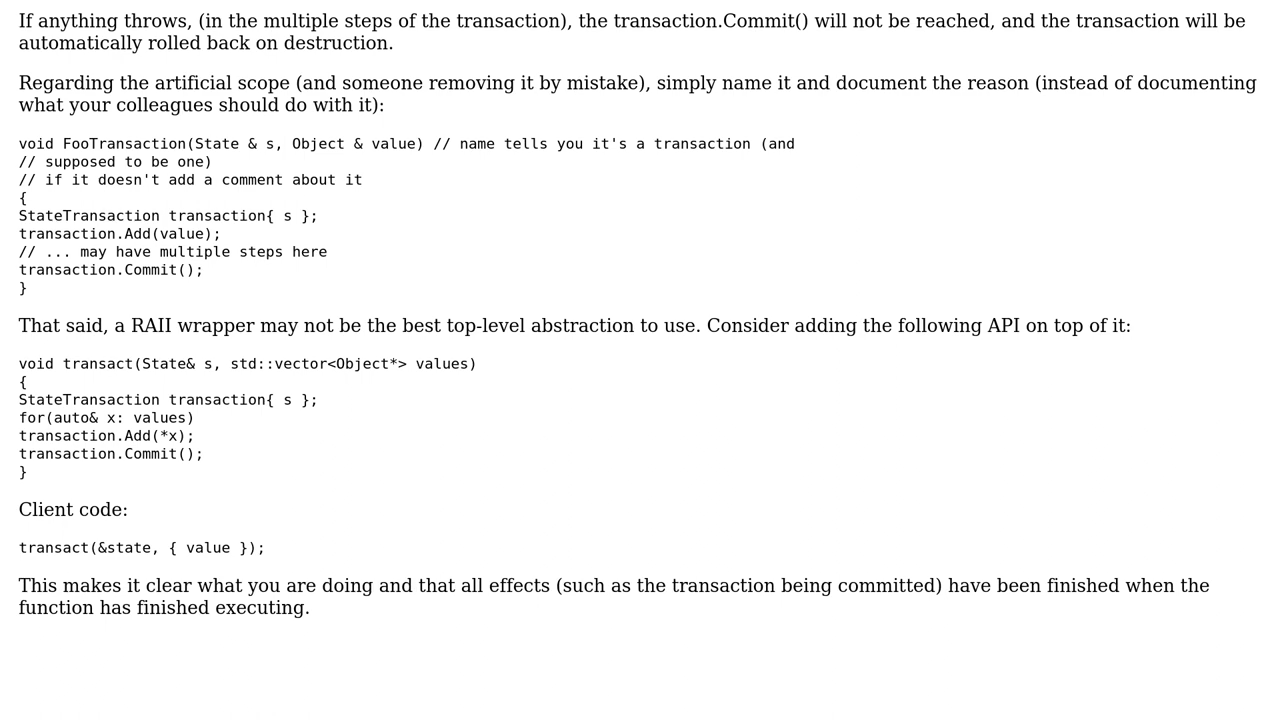 If anything throws, (in the multiple steps of the transaction), the transaction.Commit() will not be reached, and the transaction will be
automatically rolled back on destruction.
Regarding the artificial scope (and someone removing it by mistake), simply name it and document the reason (instead of documenting
what your colleagues should do with it):
void FooTransaction(State & s, Object & value) // name tells you it's a transaction (and
// supposed to be one)
// if it doesn't add a comment about it
{
StateTransaction transaction{ s };
transaction.Add(value);
// ... may have multiple steps here
transaction.Commit();
}
That said, a RAII wrapper may not be the best top-level abstraction to use. Consider adding the following API on top of it:
void transact(State& s, std::vector<Object*> values)
{
StateTransaction transaction{ s };
for(auto& x: values)
transaction.Add(*x);
transaction.Commit();
}
Client code:
transact(&state, { value });
This makes it clear what you are doing and that all effects (such as the transaction being committed) have been finished when the
function has finished executing.